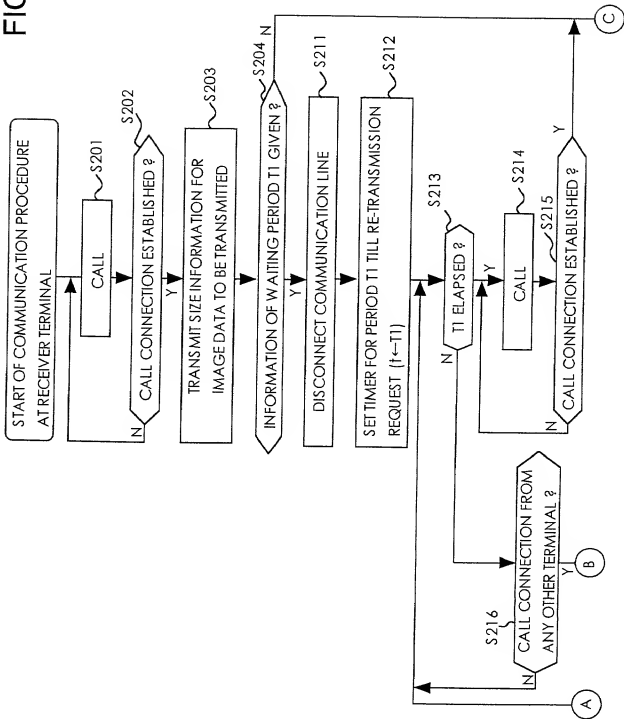 FIG
START OF COMMUNICATION PROCEDURE
AT RECEIVER TERMINAL
S201
CALL
S202
CALL CONNECTION ESTABLISHED ?
N
Y
S203
TRANSMIT SIZE INFORMATION FOR
IMAGE DATA TO BE TRANSMITTED
S204
INFORMATION OF WAITING PERIOD T1 GIVEN ?
N
Y
S211
DISCONNECT COMMUNICATION LINE
S212
SET TIMER FOR PERIOD T1 TILL RE-TRANSMISSION
REQUEST (t←T1)
S213
T1 ELAPSED ?
N
Y
S214
CALL
S215
CALL CONNECTION ESTABLISHED ?
N
Y
S216
CALL CONNECTION FROM
ANY OTHER TERMINAL ?
N
Y
A
B
C